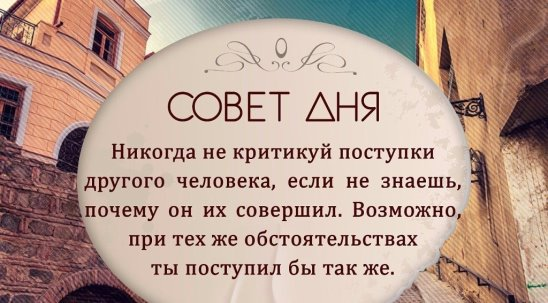 СОВЕТ ДНЯ
Никогда не критикуй поступки
другого человека, если не знаешь,
почему он их совершил. Возможно,
при тех же обстоятельствах
ты поступил бы так же.